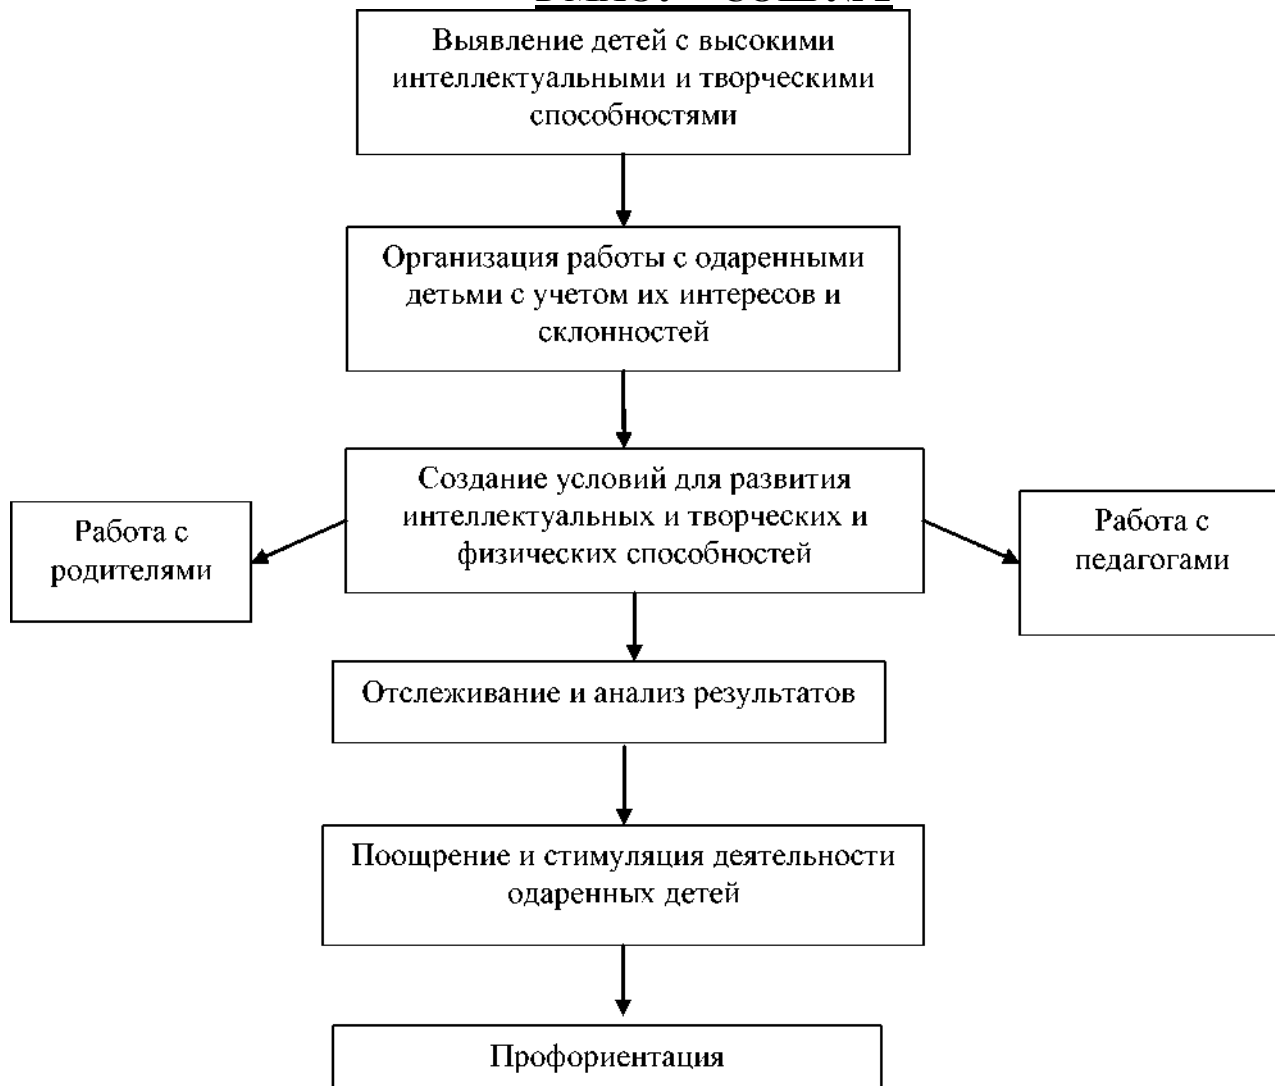 Выявление детей с высокими
интеллектуальными и творческими
способностями
Организация работы с одаренными
детьми с учетом их интересов и
склонностей
Создание условий для развития
интеллектуальных и творческих и
физических способностей
Работа с
родителями
Работа с
педагогами
Отслеживание и анализ результатов
Поощрение и стимуляция деятельности
одаренных детей
Профориентация